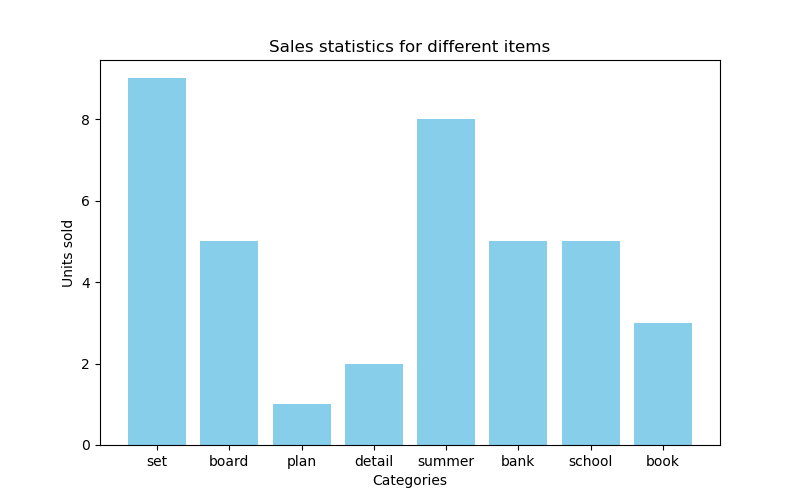 Sales statistics for different items
Units sold
8
6
4
2
0
set board plan detail summer bank school book
Categories